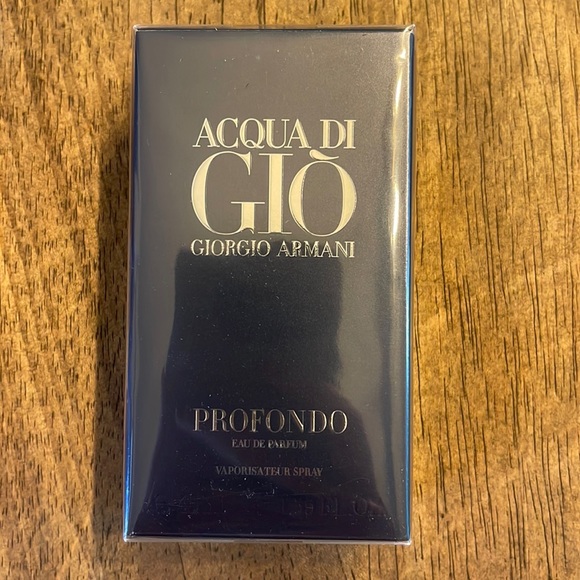 ACQUA DI
GIÒ
GIORGIO ARMANI
PROFONDO
EAU DE PARFUM
VAPORISATEUR SPRAY